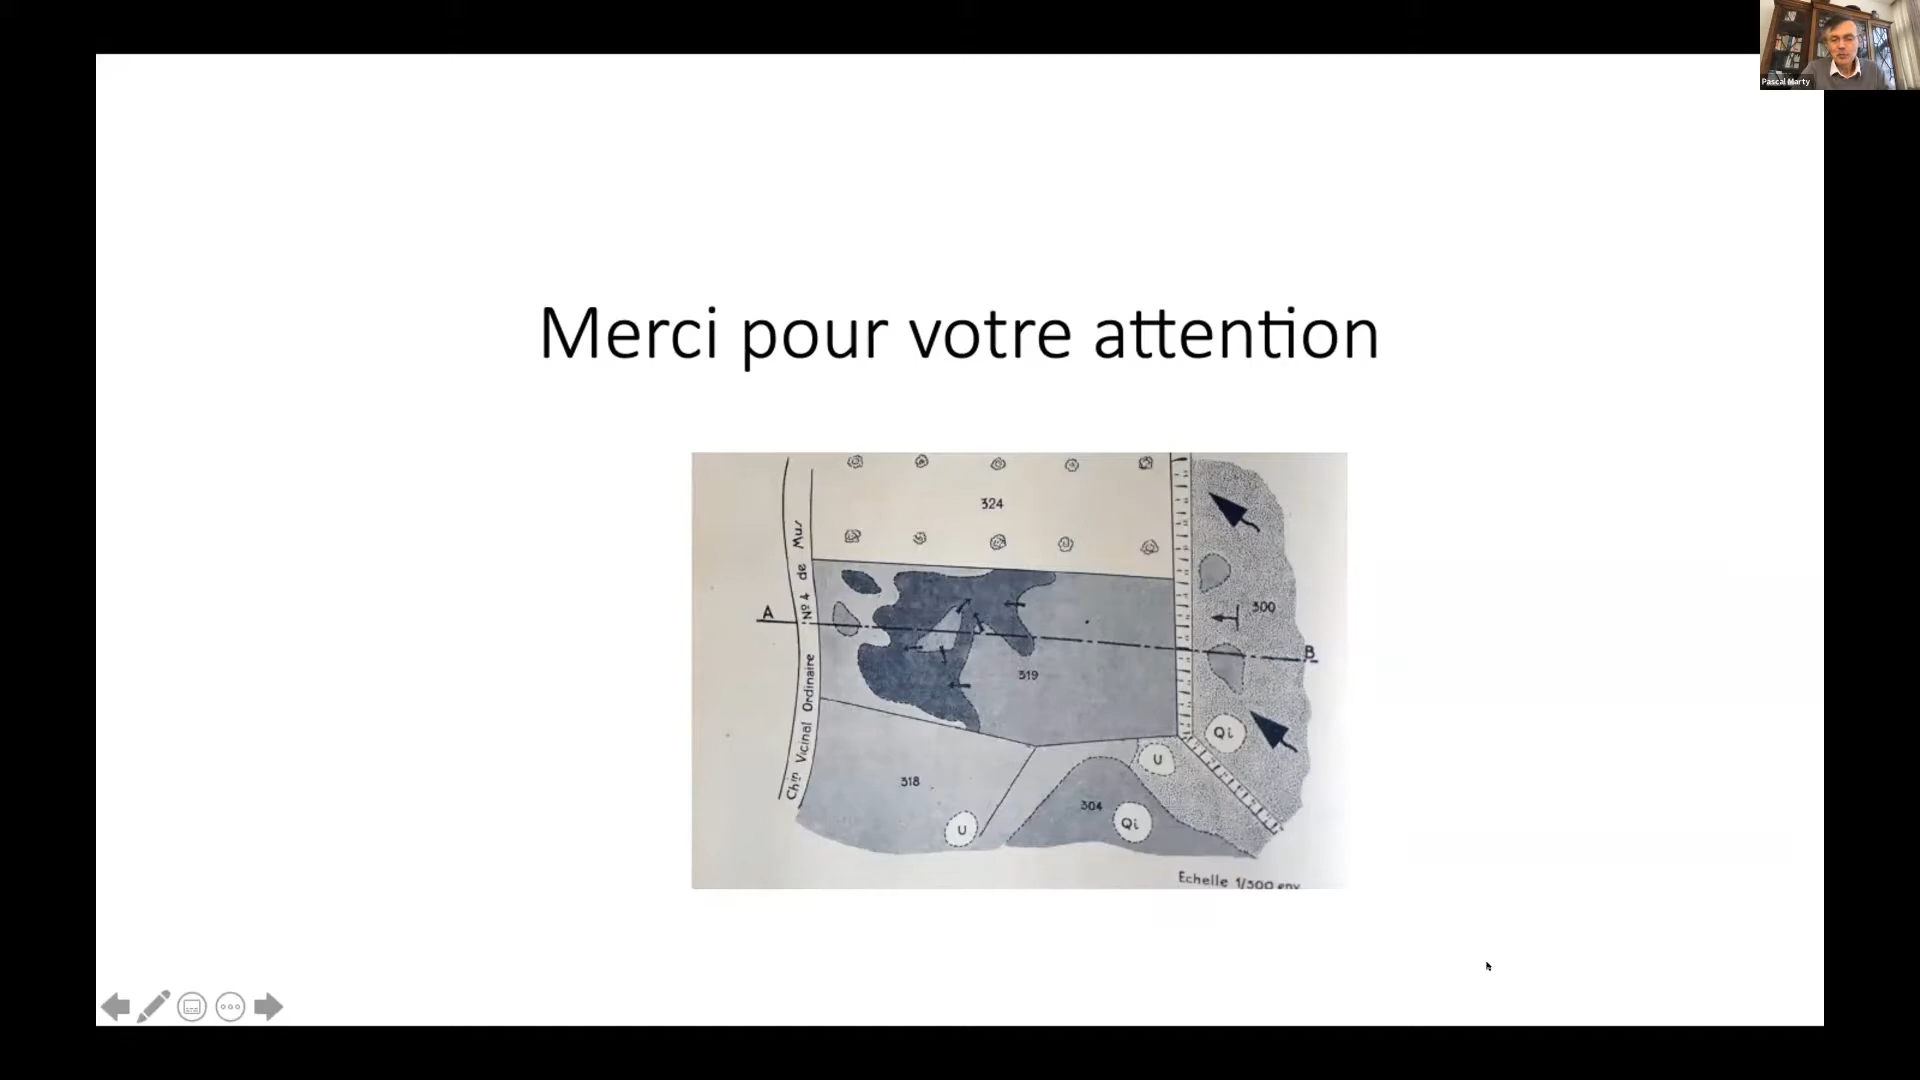 Pascal Marty
Merci pour votre attention
324
Chin Vicinal Ordinaire Nº 4 de Mus
A
300
B
319
Qi
U
318
304
Qi
U
Echelle 1/500 env